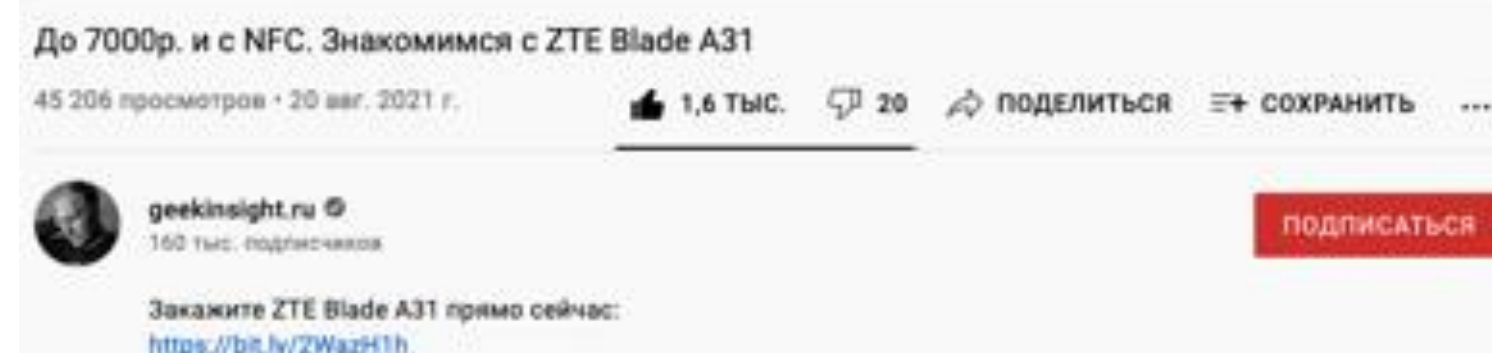 До 7000р. и с NFC. Знакомимся с ZTE Blade A31
45 206 просмотров • 20 авг. 2021 г.
1,6 ТЫС. 20 ПОДЕЛИТЬСЯ СОХРАНИТЬ ...
geekinsight.ru
160 тыс. подписчиков
ПОДПИСАТЬСЯ
Закажите ZTE Blade A31 прямо сейчас:
https://bit.ly/2WazH1h